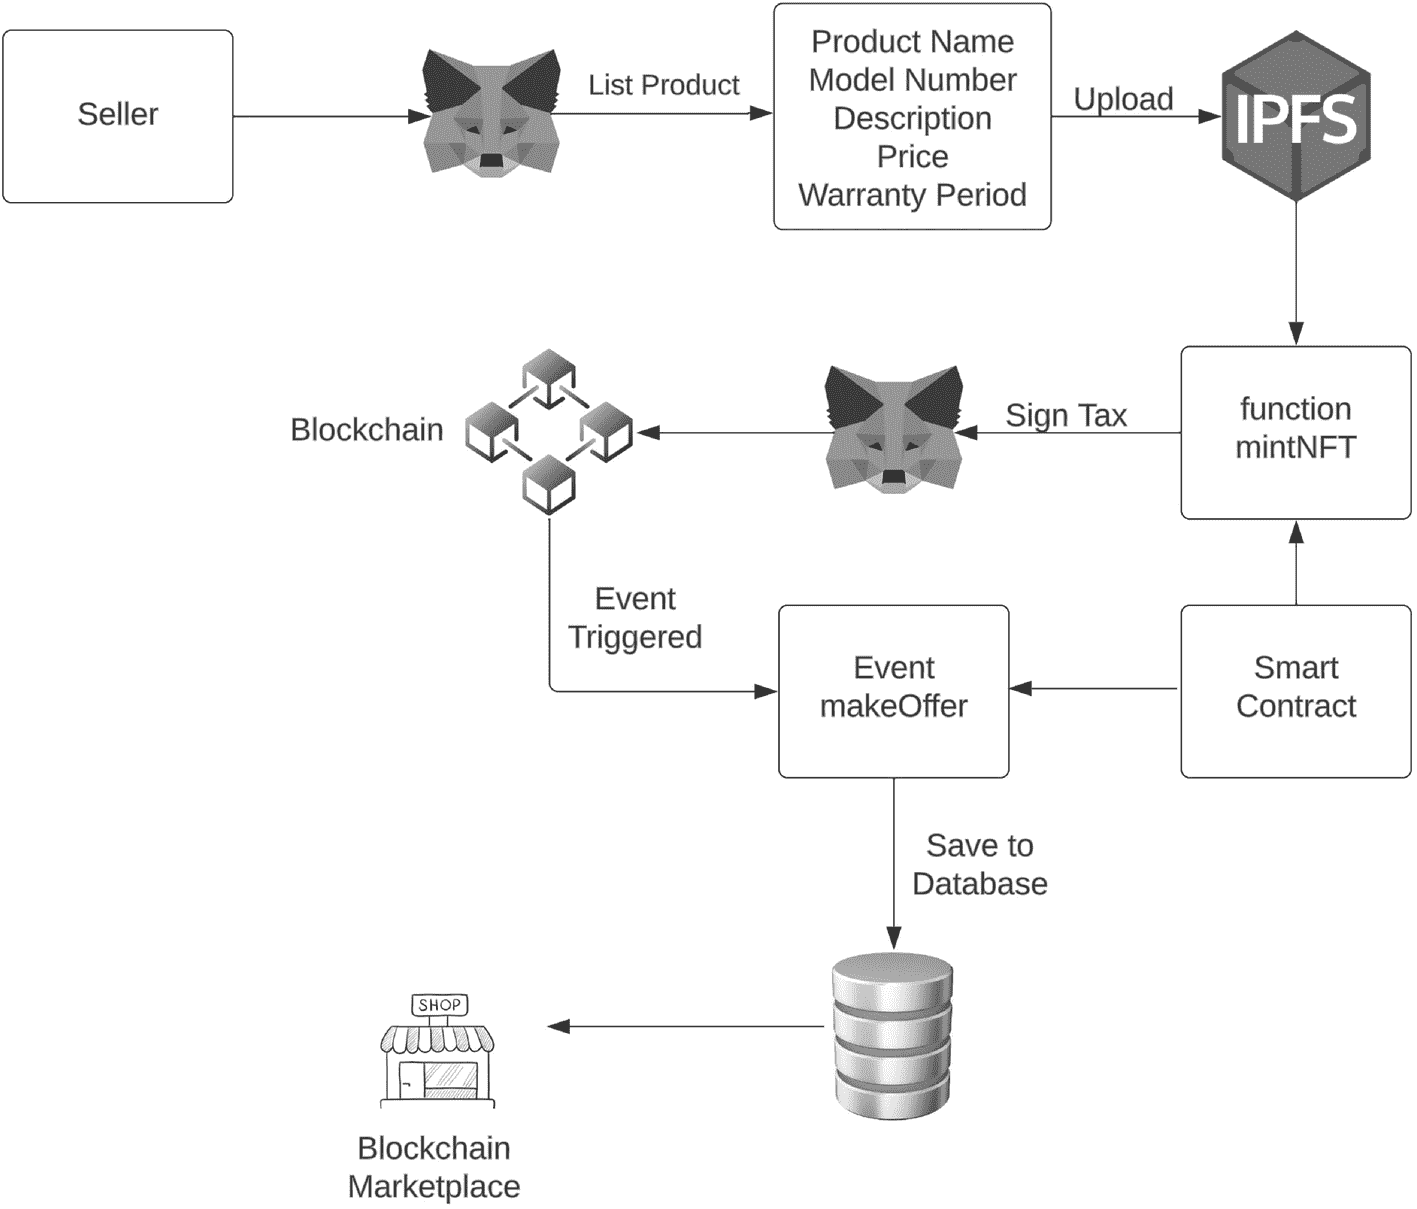 Seller
List Product
Product Name
Model Number
Description
Price
Warranty Period
Upload
IPFS
Blockchain
Sign Tax
function
mintNFT
Event
Triggered
Event
makeOffer
Smart
Contract
Save to
Database
SHOP
Blockchain
Marketplace